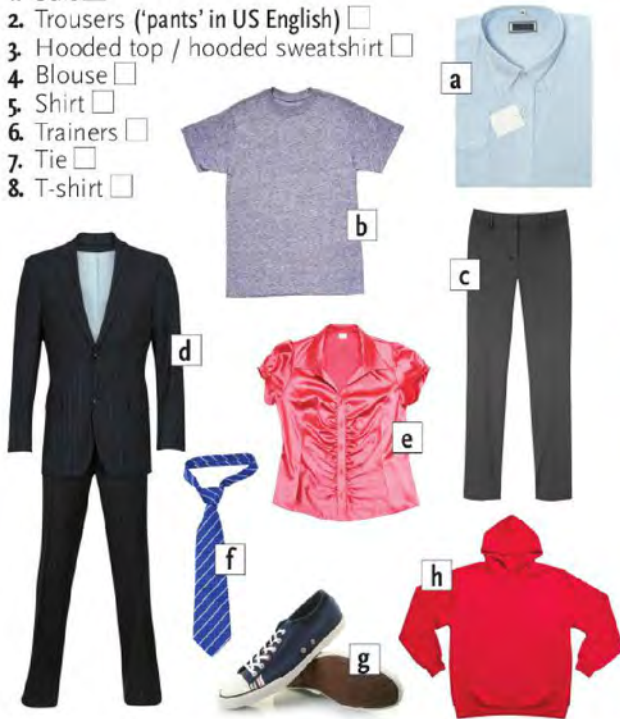 2. Trousers ('pants' in US English) □
3. Hooded top / hooded sweatshirt □
4. Blouse □
5. Shirt □
6. Trainers □
7. Tie □
8. T-shirt □
a
b
c
d
e
f
g
h